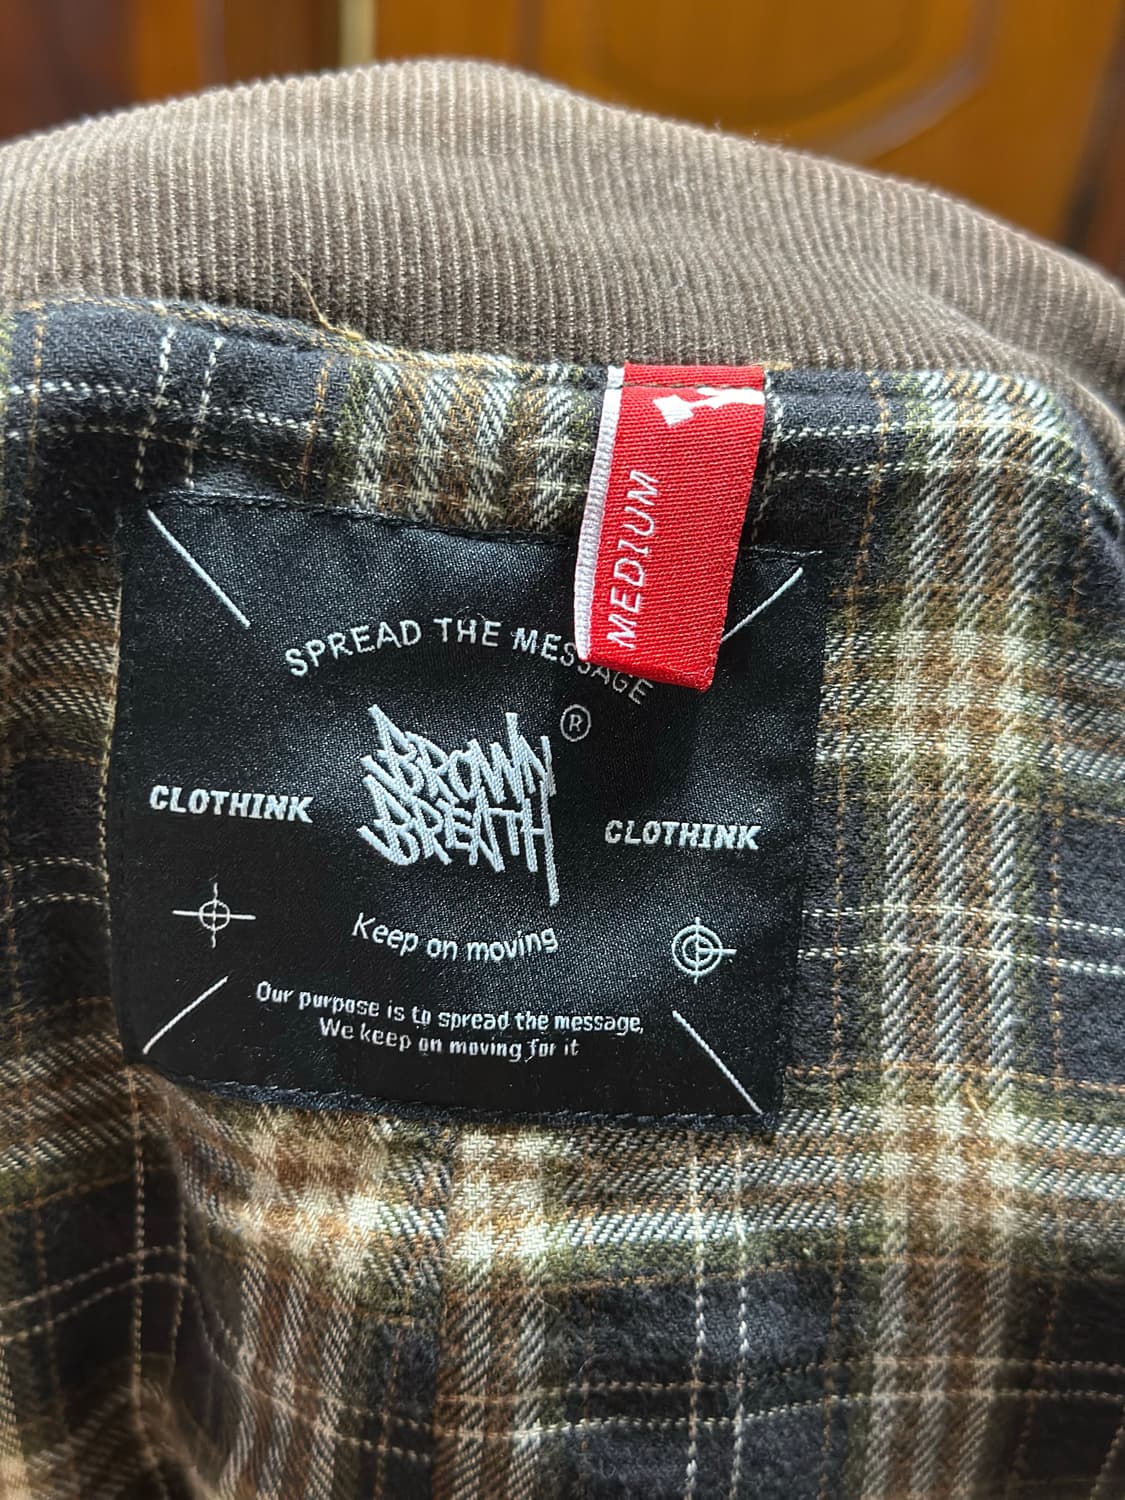 MEDIUM
SPREAD THE MESSAGE
®
BROWN
BREATH
CLOTHINK
CLOTHINK
Keep on moving
Our purpose is to spread the message,
We keep on moving for it